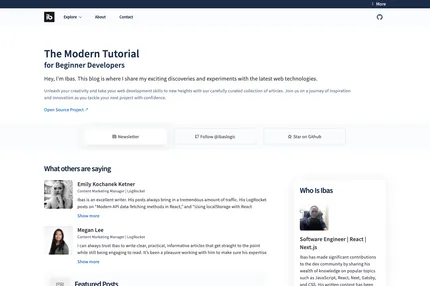 More
ib
Explore
About
Contact
The Modern Tutorial
for Beginner Developers
Hey, I'm Ibas. This blog is where I share my exciting discoveries and experiments with the latest web technologies.
Unleash your creativity and take your web development skills to new heights with our carefully curated collection of articles. Join us on a journey of inspiration
and innovation as you tackle your next project with confidence.
Open Source Project
Newsletter
Follow @ibaslogic
Star on Github
What others are saying
Emily Kochanek Ketner
Content Marketing Manager | LogRocket
Ibas is an excellent writer. His posts always bring in a tremendous amount of traffic. His LogRocket
posts on "Modern API data fetching methods in React," and "Using localStorage with React
Show more
Megan Lee
Content Marketing Manager | LogRocket
I can always trust Ibas to write clear, practical, informative articles that get straight to the point
while still being engaging to read. It's been a pleasure working with him to make sure his expertise
Show more
Featured Posts
Who Is Ibas
Software Engineer | React |
Next.js
Ibas has made significant contributions
to the dev community by sharing his
wealth of knowledge on popular topics
such as JavaScript, React, Next, Gatsby,
and CSS. His written content has been